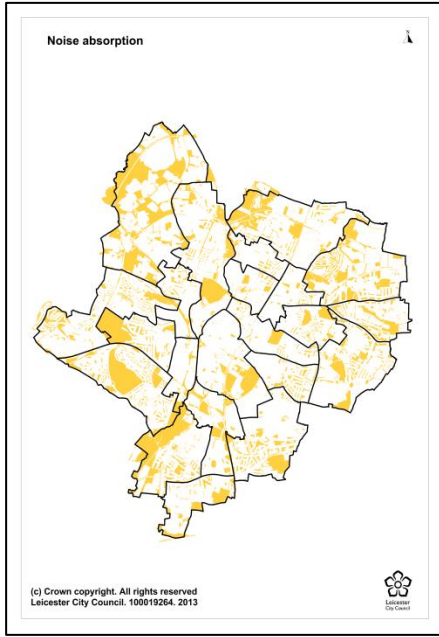 Noise absorption
(c) Crown copyright. All rights reserved
Leicester City Council. 100019264. 2013
Leicester
City Council